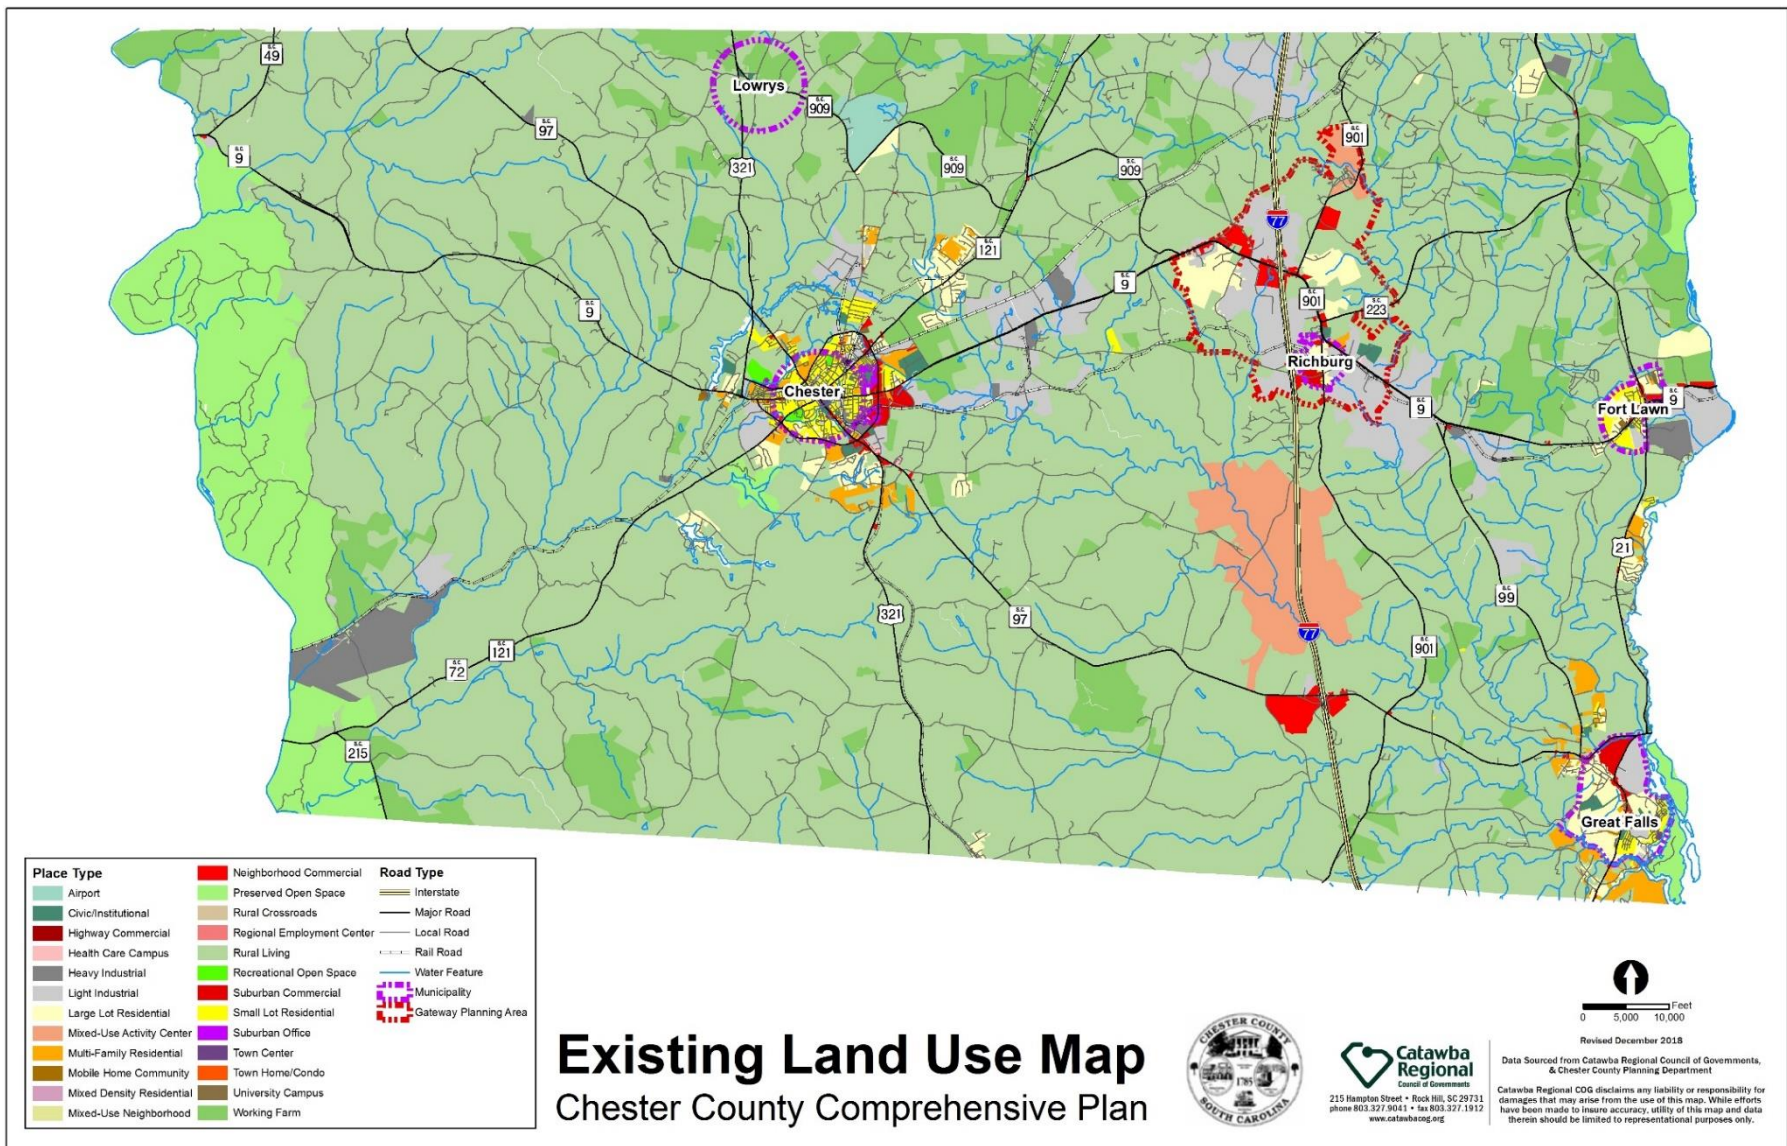 S.C.
49
S.C.
97
Lowrys
S.C.
909
S.C.
9
321
S.C.
909
S.C.
909
S.C.
901
77
S.C.
121
S.C.
9
S.C.
9
S.C.
901
S.C.
223
Richburg
Chester
S.C.
9
Fort Lawn
S.C.
9
21
S.C.
99
321
S.C.
97
77
S.C.
901
S.C.
121
S.C.
72
S.C.
215
Great Falls
Place Type
Airport
Civic/Institutional
Highway Commercial
Health Care Campus
Heavy Industrial
Light Industrial
Large Lot Residential
Mixed-Use Activity Center
Multi-Family Residential
Mobile Home Community
Mixed Density Residential
Mixed-Use Neighborhood
Neighborhood Commercial
Preserved Open Space
Rural Crossroads
Regional Employment Center
Rural Living
Recreational Open Space
Suburban Commercial
Small Lot Residential
Suburban Office
Town Center
Town Home/Condo
University Campus
Working Farm
Road Type
Interstate
Major Road
Local Road
Rail Road
Water Feature
Municipality
Gateway Planning Area
Existing Land Use Map
Chester County Comprehensive Plan
CHESTER COUNTY
1785
SOUTH CAROLINA
Catawba
Regional
Council of Governments
215 Hampton Street • Rock Hill, SC 29731
phone 803.327.9041 • fax 803.327.1912
www.catawbacog.org
Feet
0 5,000 10,000
Revised December 2018
Data Sourced from Catawba Regional Council of Governments,
& Chester County Planning Department
Catawba Regional COG disclaims any liability or responsibility for
damages that may arise from the use of this map. While efforts
have been made to insure accuracy, utility of this map and data
therein should be limited to representational purposes only.